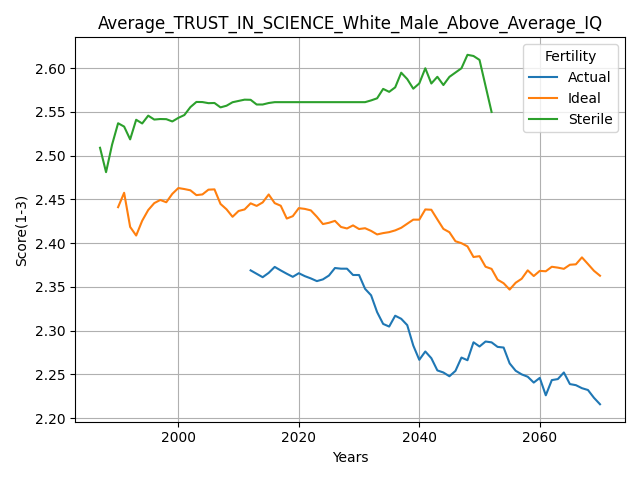 Average_TRUST_IN_SCIENCE_White_Male_Above_Average_IQ
Fertility
Actual
Ideal
Sterile
Score(1-3)
2.60
2.55
2.50
2.45
2.40
2.35
2.30
2.25
2.20
2000 2020 2040 2060
Years